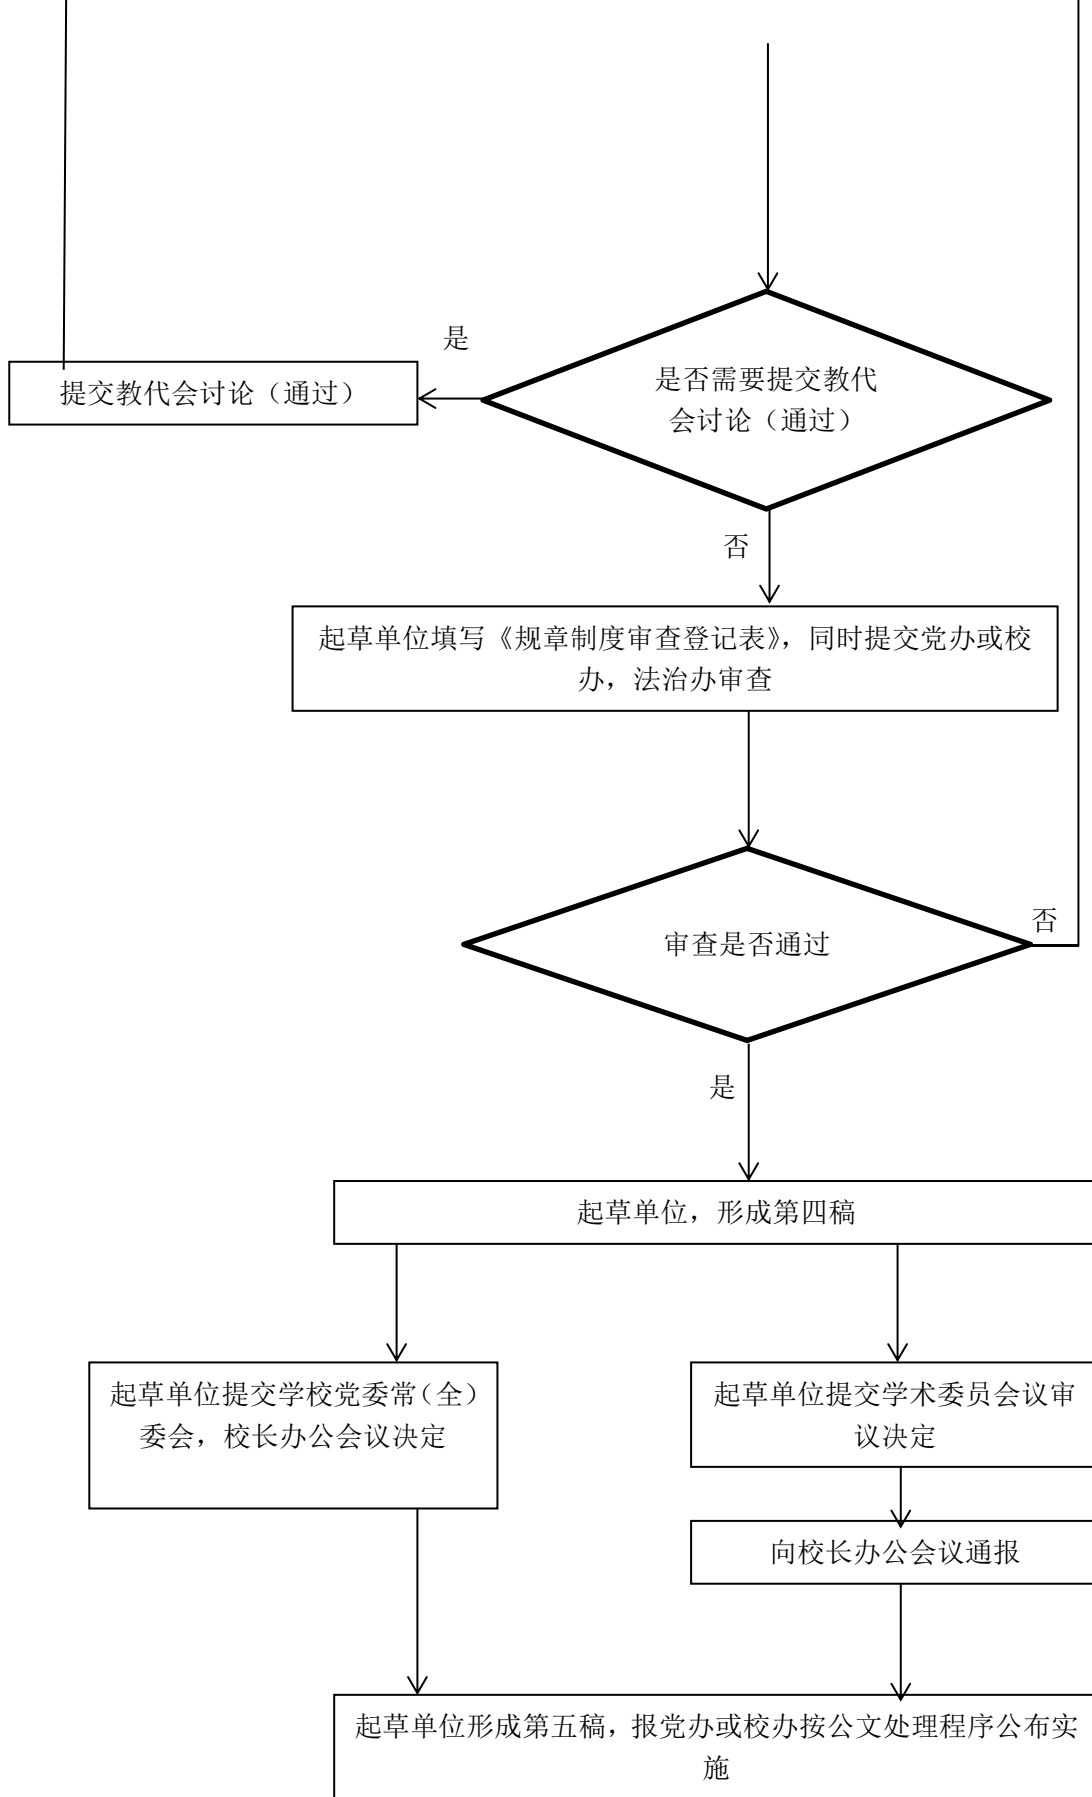 是
提交教代会讨论（通过）
是否需要提交教代
会讨论（通过）
否
起草单位填写《规章制度审查登记表》，同时提交党办或校
办，法治办审查
否
审查是否通过
是
起草单位，形成第四稿
起草单位提交学校党委常（全）
委会，校长办公会议决定
起草单位提交学术委员会议审
议决定
向校长办公会议通报
起草单位形成第五稿，报党办或校办按公文处理程序公布实
施